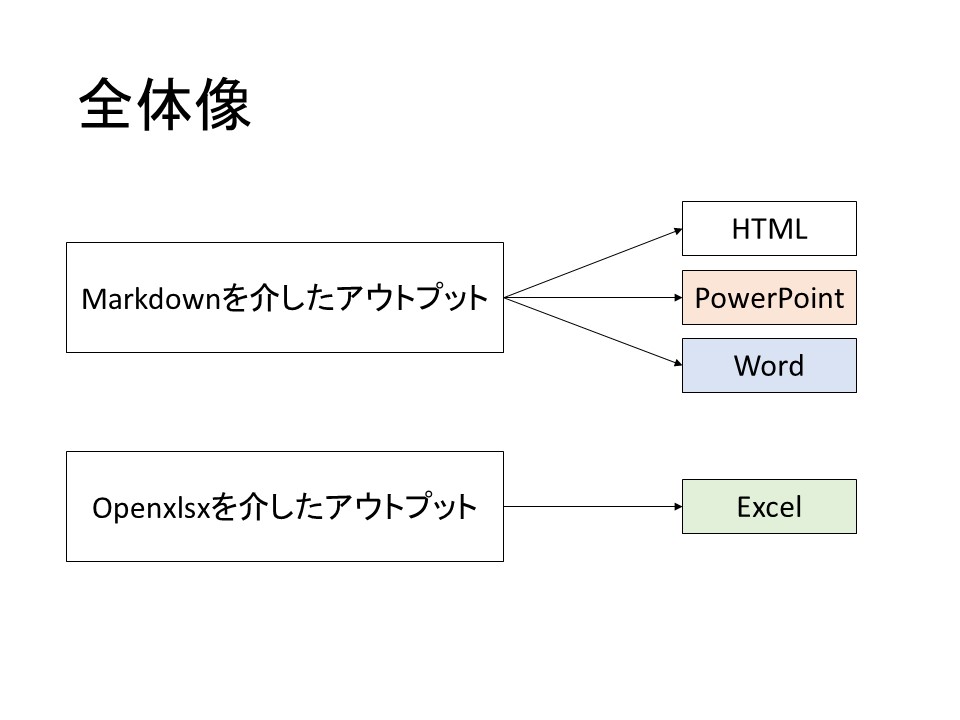 全体像
Markdownを介したアウトプット
HTML
PowerPoint
Word
Openxlsxを介したアウトプット
Excel